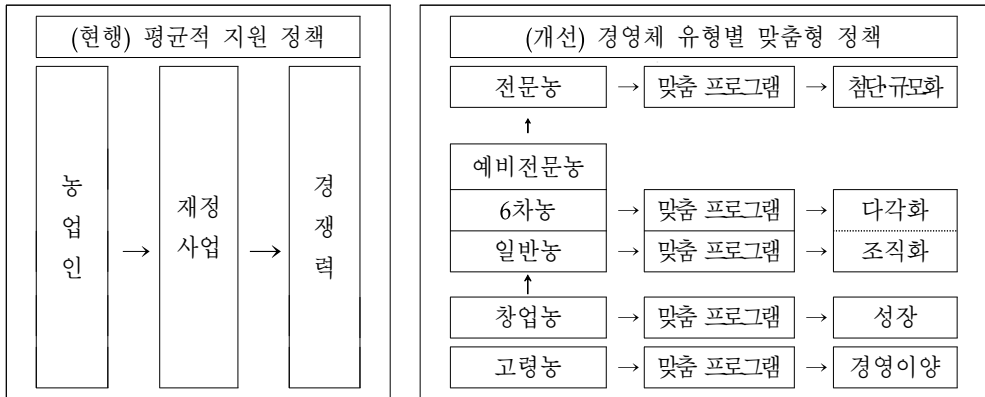 (현행) 평균적 지원 정책
농업인 → 재정사업 → 경쟁력
(개선) 경영체 유형별 맞춤형 정책
전문농 → 맞춤 프로그램 → 첨단·규모화
↑
예비전문농
6차농 → 맞춤 프로그램 → 다각화
일반농 → 맞춤 프로그램 → 조직화
↑
창업농 → 맞춤 프로그램 → 성장
고령농 → 맞춤 프로그램 → 경영이양